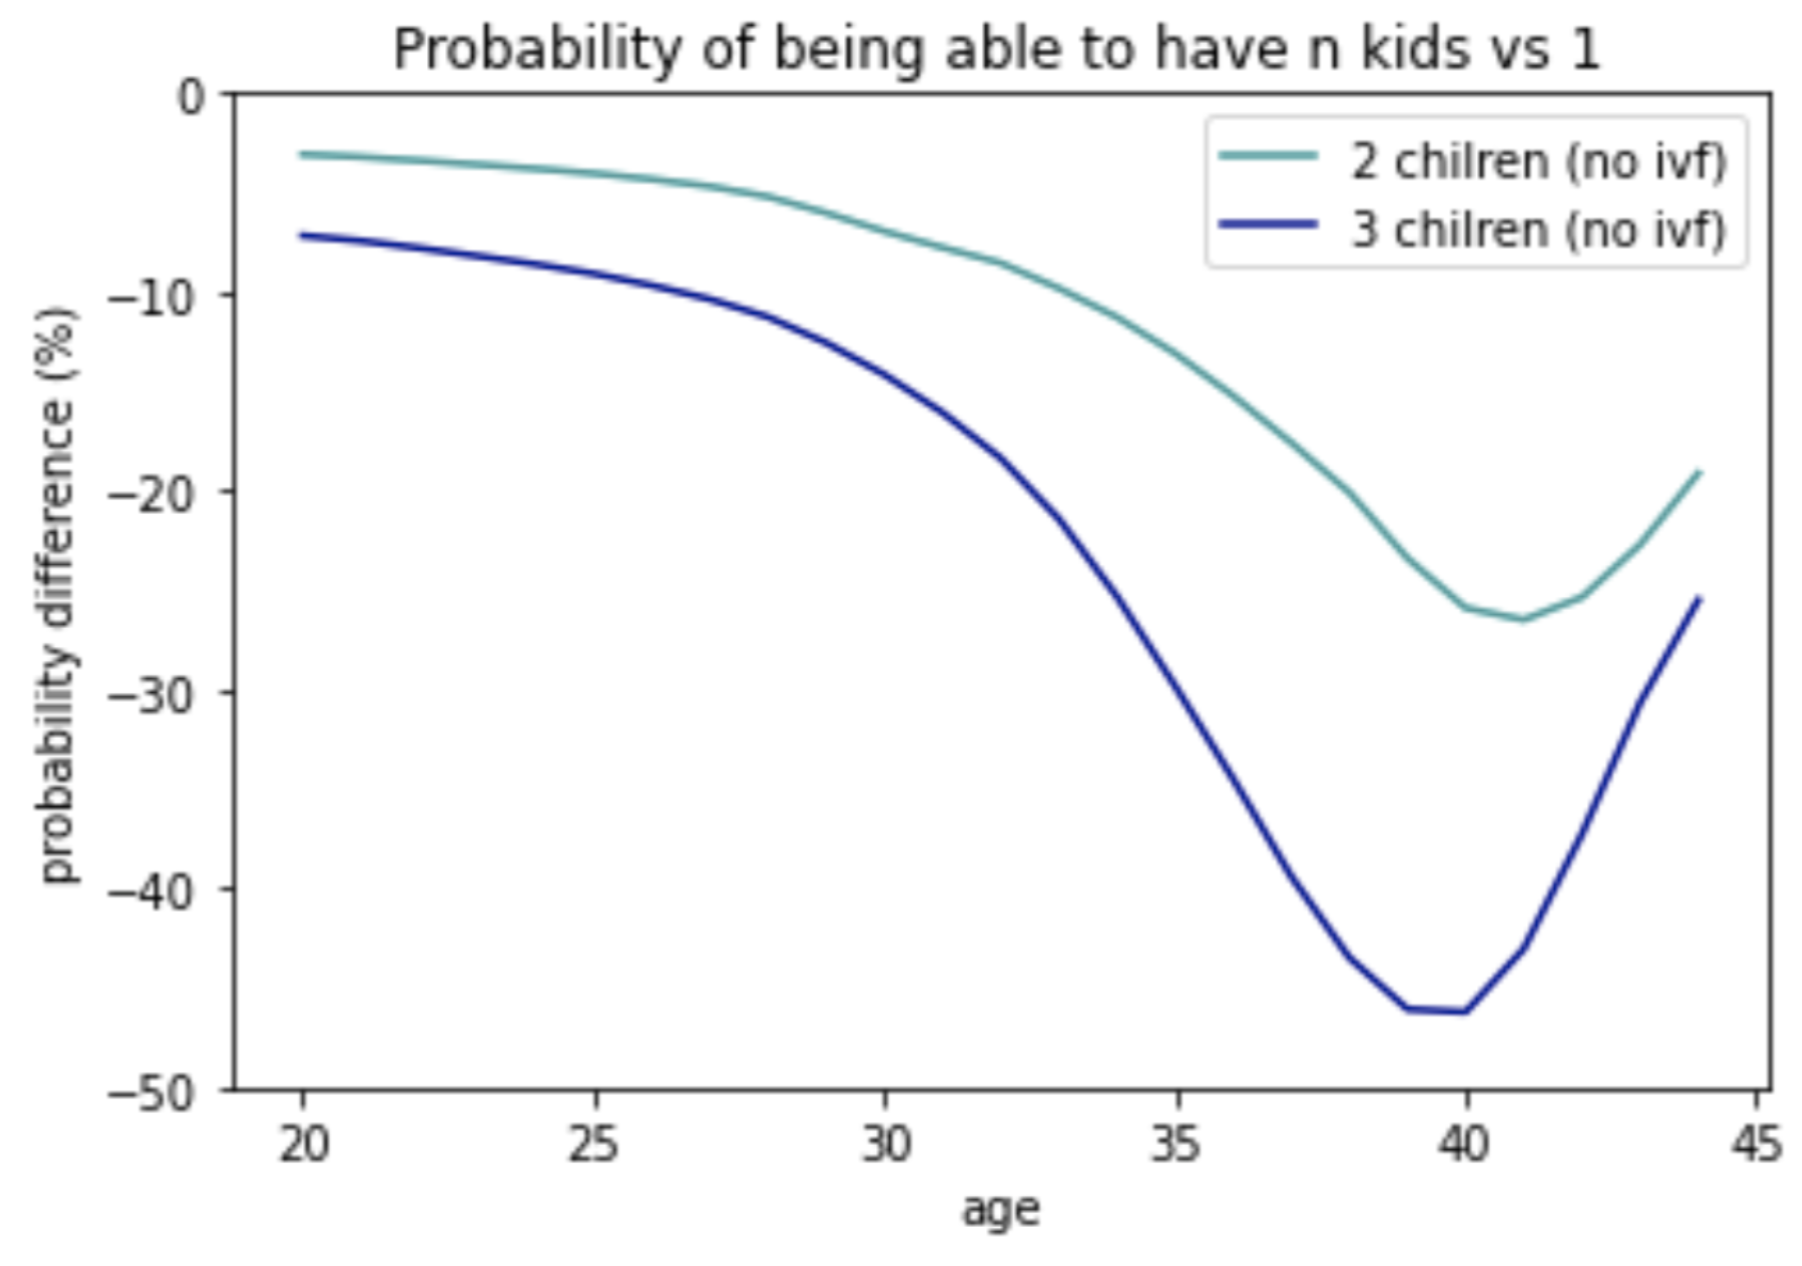 Probability of being able to have n kids vs 1
0
−10
−20
−30
−40
−50
probability difference (%)
2 chilren (no ivf)
3 chilren (no ivf)
20 25 30 35 40 45
age